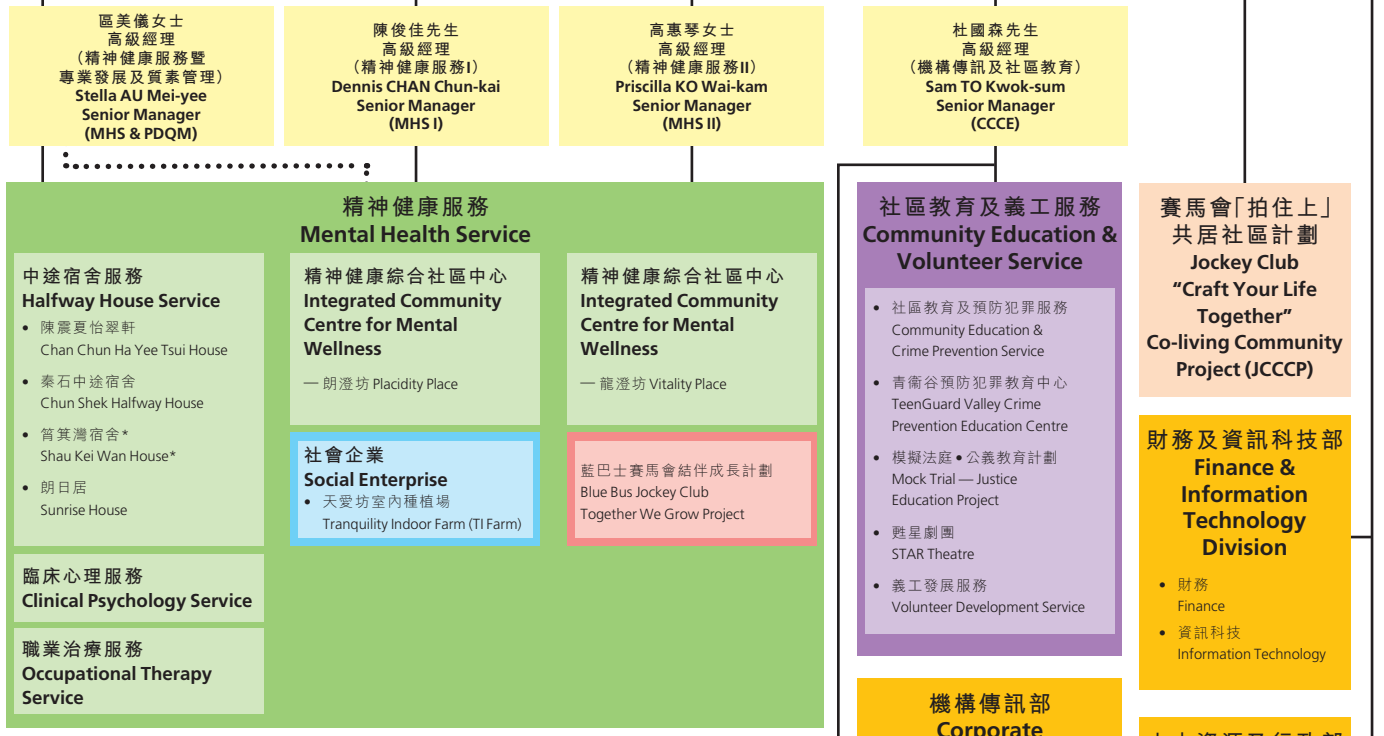 區美儀女士
高級經理
（精神健康服務暨
專業發展及質素管理）
Stella AU Mei-yee
Senior Manager
(MHS & PDQM)
陳俊佳先生
高級經理
（精神健康服務I）
Dennis CHAN Chun-kai
Senior Manager
(MHS I)
高惠琴女士
高級經理
（精神健康服務II）
Priscilla KO Wai-kam
Senior Manager
(MHS II)
杜國森先生
高級經理
（機構傳訊及社區教育）
Sam TO Kwok-sum
Senior Manager
(CCCE)
精神健康服務
Mental Health Service
中途宿舍服務
Halfway House Service
• 陳震夏怡翠軒
Chan Chun Ha Yee Tsui House
• 秦石中途宿舍
Chun Shek Halfway House
• 筲箕灣宿舍*
Shau Kei Wan House*
• 朗日居
Sunrise House
臨床心理服務
Clinical Psychology Service
職業治療服務
Occupational Therapy
Service
精神健康綜合社區中心
Integrated Community
Centre for Mental
Wellness
— 朗澄坊 Placidity Place
社會企業
Social Enterprise
• 天愛坊室內種植場
Tranquility Indoor Farm (TI Farm)
精神健康綜合社區中心
Integrated Community
Centre for Mental
Wellness
— 龍澄坊 Vitality Place
藍巴士賽馬會結伴成長計劃
Blue Bus Jockey Club
Together We Grow Project
社區教育及義工服務
Community Education &
Volunteer Service
• 社區教育及預防犯罪服務
Community Education &
Crime Prevention Service
• 青衞谷預防犯罪教育中心
TeenGuard Valley Crime
Prevention Education Centre
• 模擬法庭•公義教育計劃
Mock Trial — Justice
Education Project
• 甦星劇團
STAR Theatre
• 義工發展服務
Volunteer Development Service
機構傳訊部
Corporate
賽馬會「拍住上」
共居社區計劃
Jockey Club
“Craft Your Life
Together”
Co-living Community
Project (JCCCP)
財務及資訊科技部
Finance &
Information
Technology
Division
• 財務
Finance
• 資訊科技
Information Technology